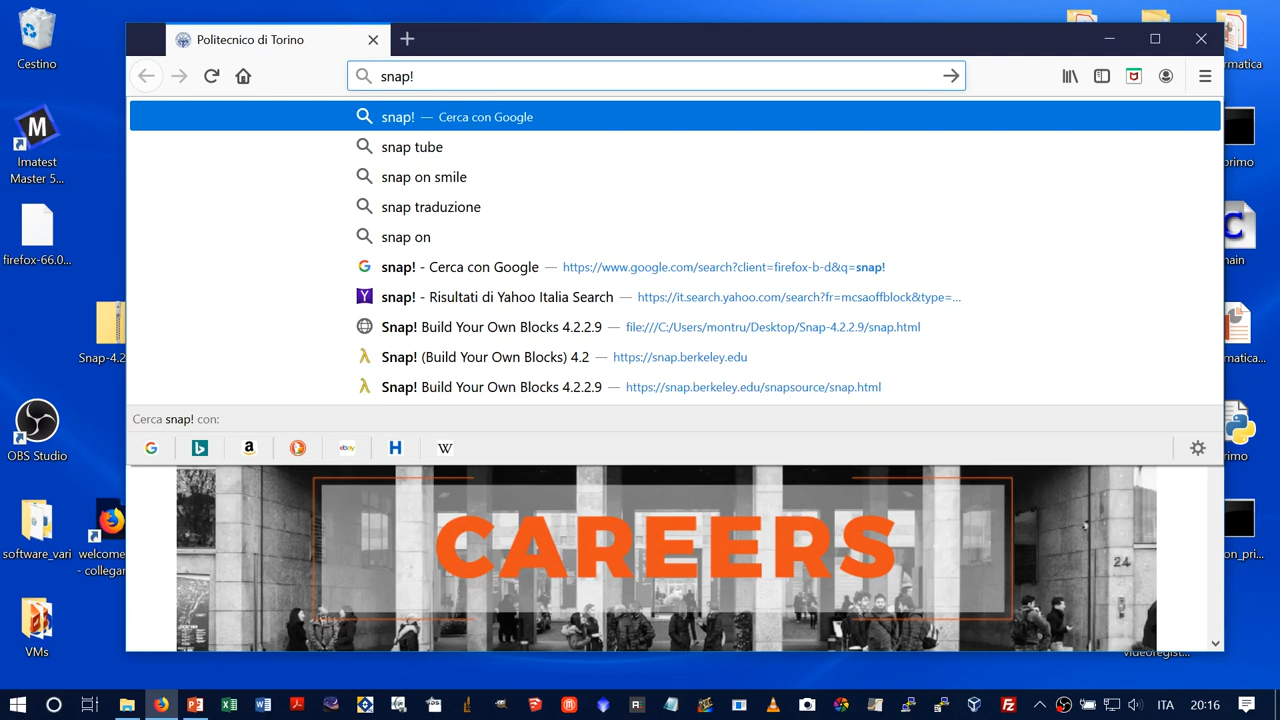 Cestino
Imatest
Master 5...
firefox-66.0...
Snap-4.2
OBS Studio
software_vari
welcome
- collegar
VMs
Politecnico di Torino
snap!
snap! — Cerca con Google
snap tube
snap on smile
snap traduzione
snap on
snap! - Cerca con Google — https://www.google.com/search?client=firefox-b-d&q=snap!
snap! - Risultati di Yahoo Italia Search — https://it.search.yahoo.com/search?fr=mcsaoffblock&type=...
Snap! Build Your Own Blocks 4.2.2.9 — file:///C:/Users/montru/Desktop/Snap-4.2.2.9/snap.html
Snap! (Build Your Own Blocks) 4.2 — https://snap.berkeley.edu
Snap! Build Your Own Blocks 4.2.2.9 — https://snap.berkeley.edu/snapsource/snap.html
Cerca snap! con:
CAREERS
24
rmatica
primo
main
matica...
rimo
on_pri...
videoregist...
ITA
20:16